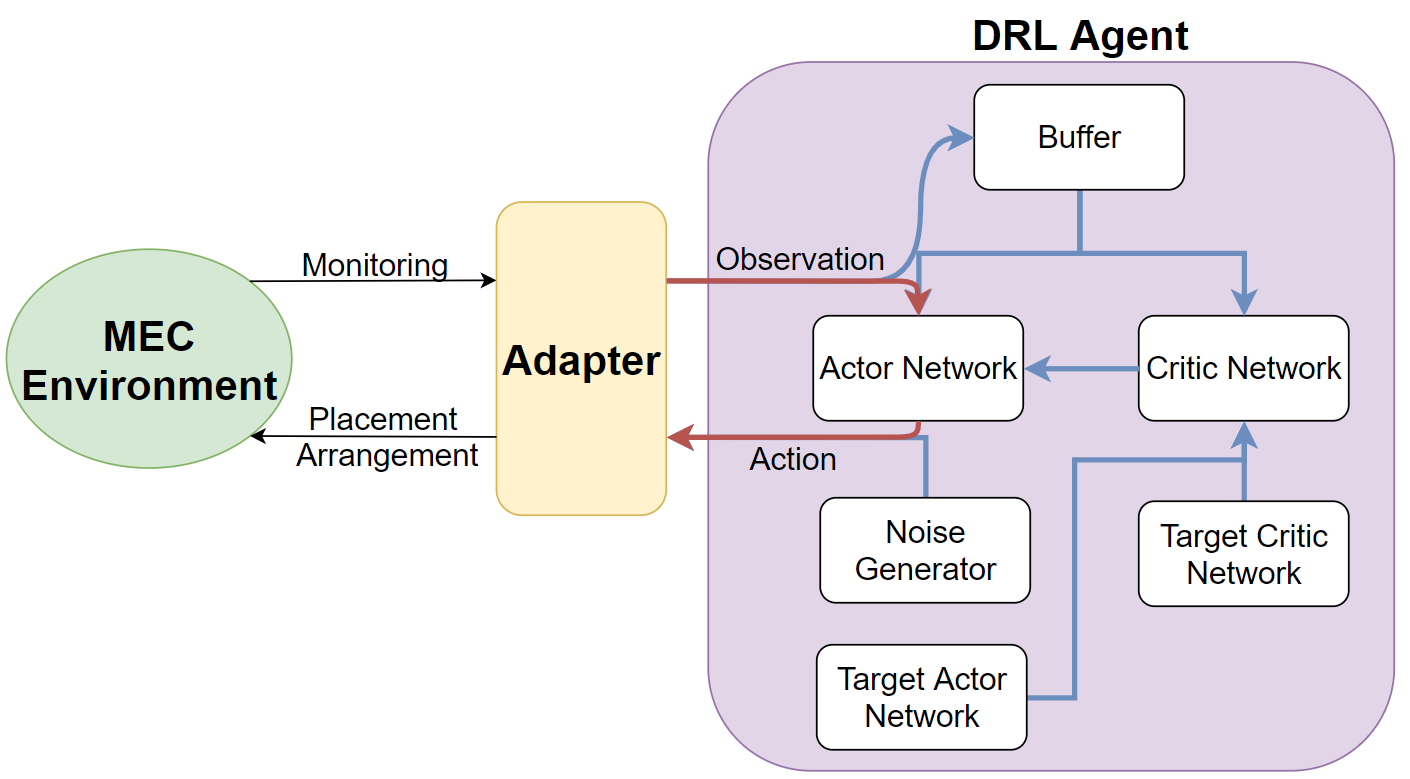 DRL Agent
Buffer
Monitoring
Observation
MEC
Environment
Adapter
Actor Network
Critic Network
Placement
Arrangement
Action
Noise
Generator
Target Critic
Network
Target Actor
Network